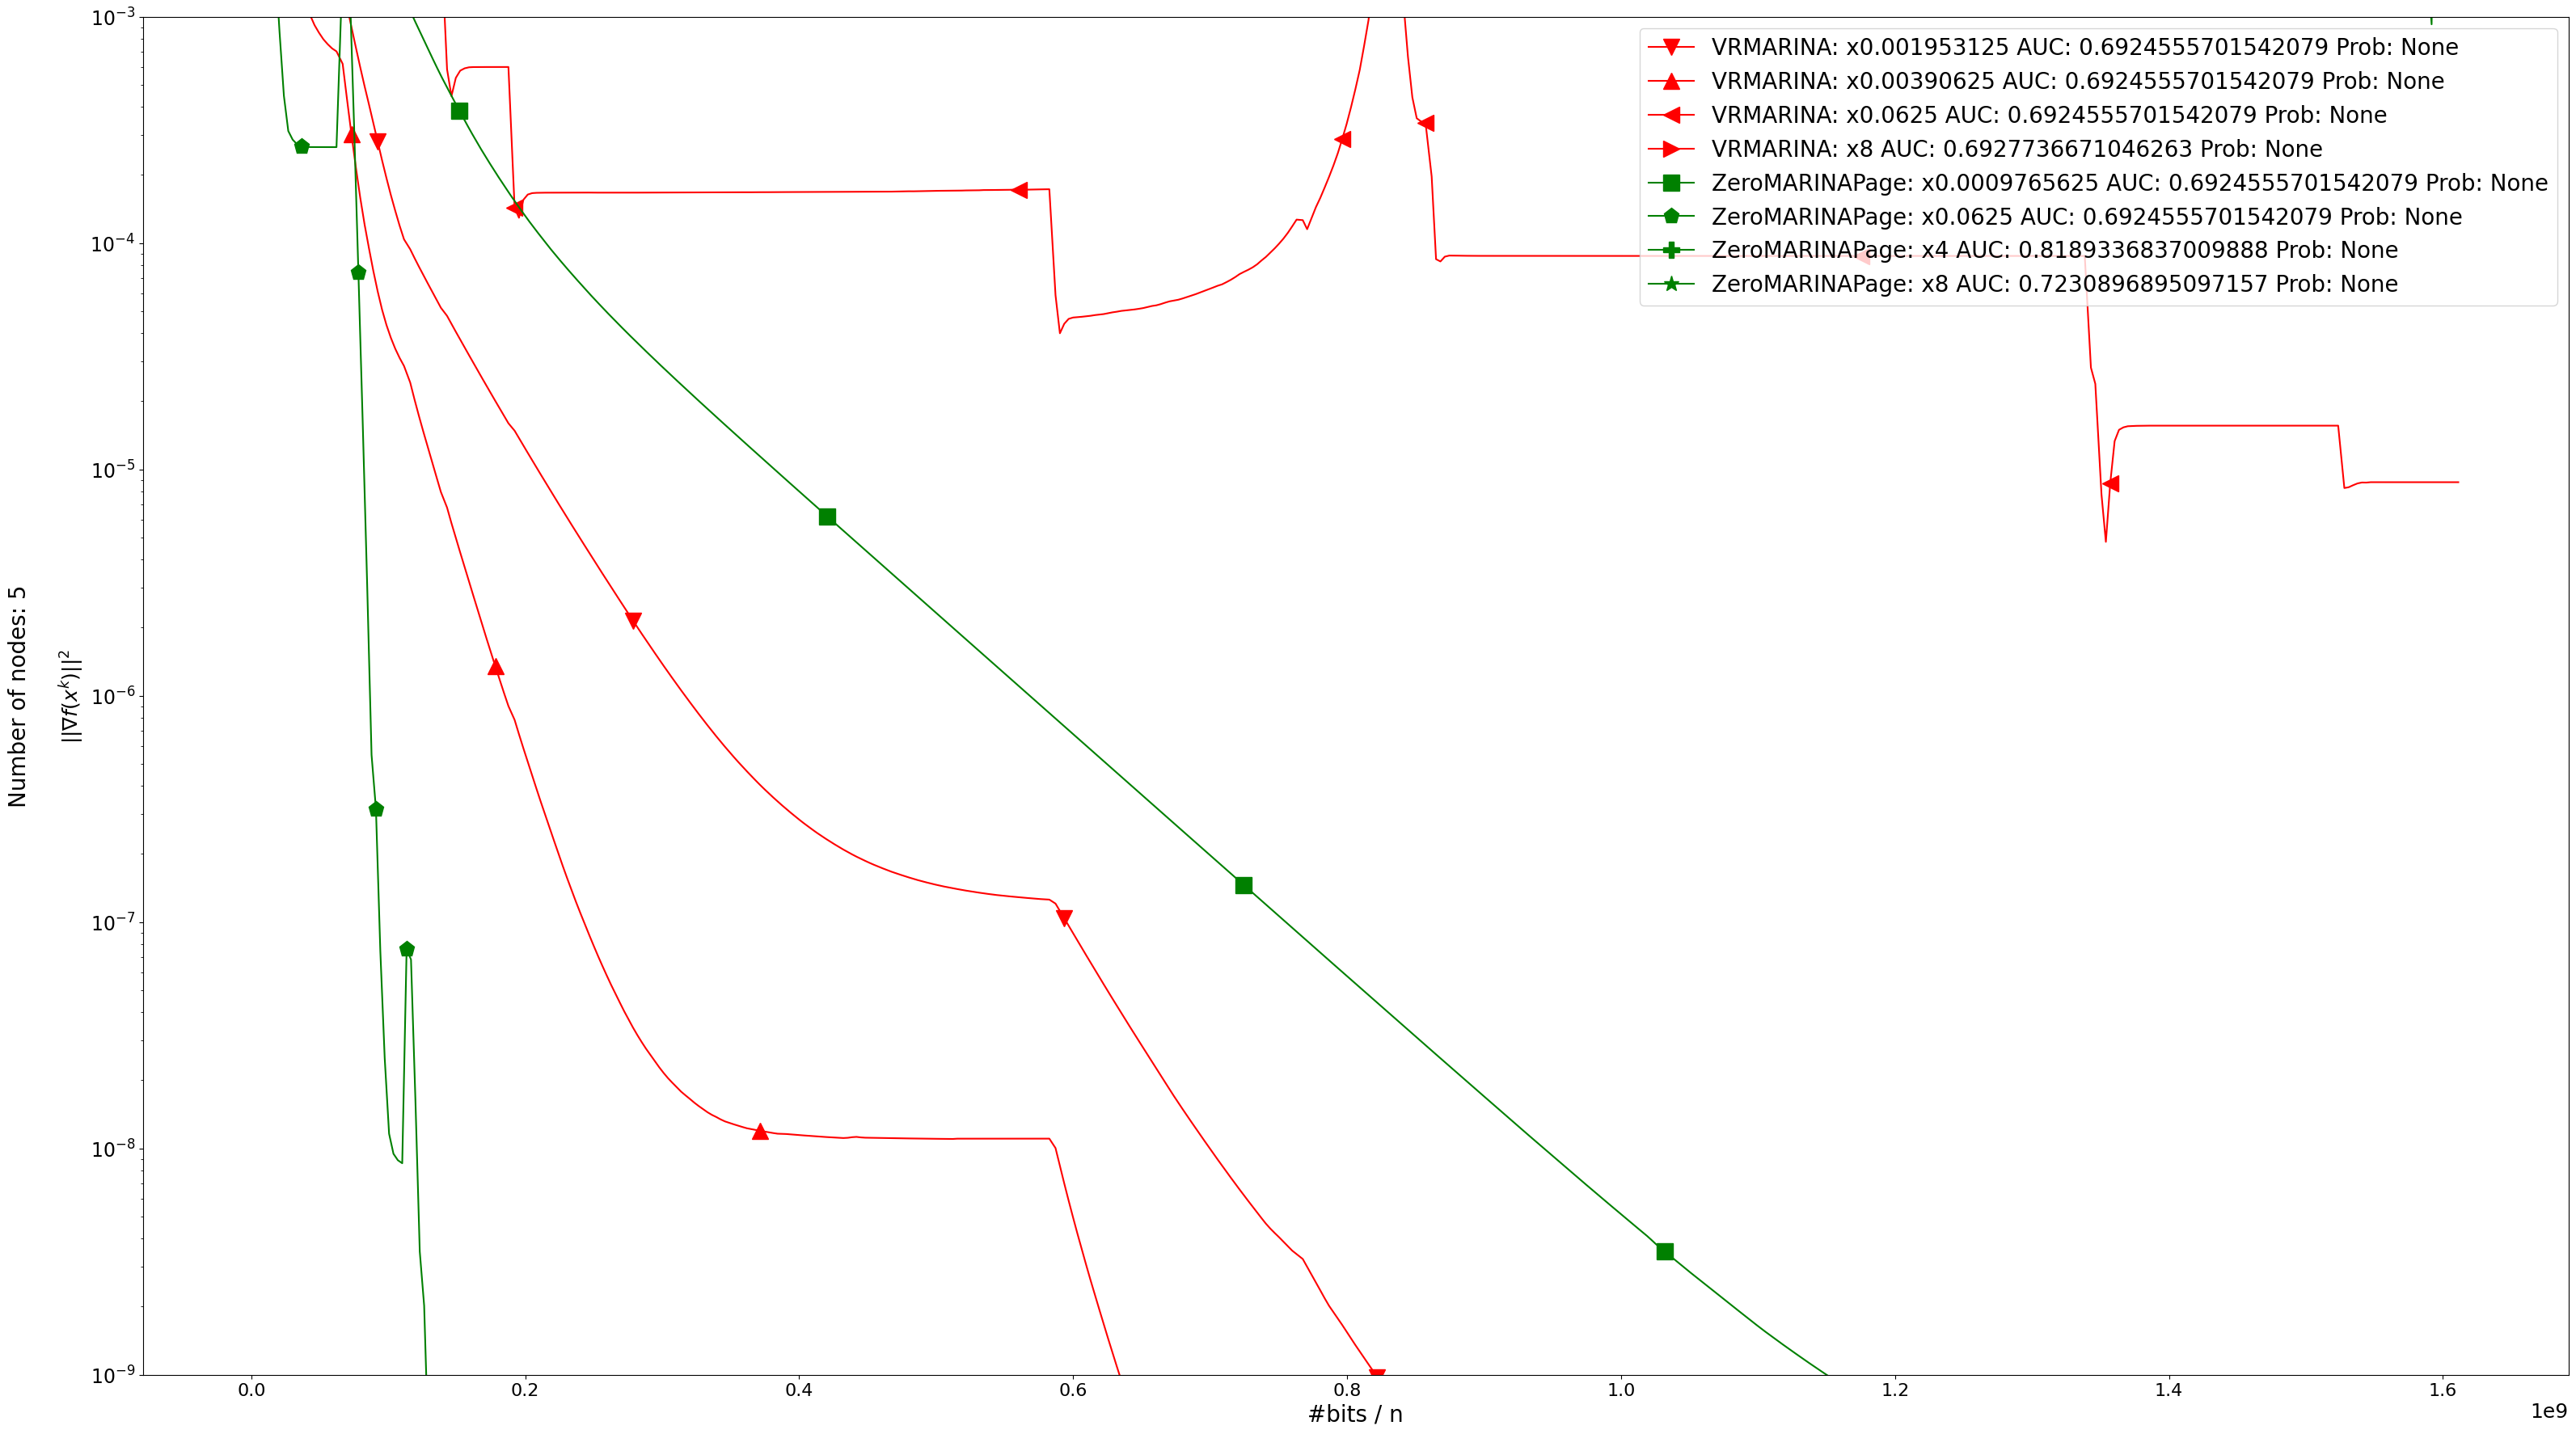 10^-3
10^-4
10^-5
10^-6
10^-7
10^-8
10^-9
Number of nodes: 5
||∇f(x^k)||^2
VRMARINA: x0.001953125 AUC: 0.6924555701542079 Prob: None
VRMARINA: x0.00390625 AUC: 0.6924555701542079 Prob: None
VRMARINA: x0.0625 AUC: 0.6924555701542079 Prob: None
VRMARINA: x8 AUC: 0.6927736671046263 Prob: None
ZeroMARINAPage: x0.0009765625 AUC: 0.6924555701542079 Prob: None
ZeroMARINAPage: x0.0625 AUC: 0.6924555701542079 Prob: None
ZeroMARINAPage: x4 AUC: 0.8189336837009888 Prob: None
ZeroMARINAPage: x8 AUC: 0.7230896895097157 Prob: None
0.0 0.2 0.4 0.6 0.8 1.0 1.2 1.4 1.6
#bits / n
1e9